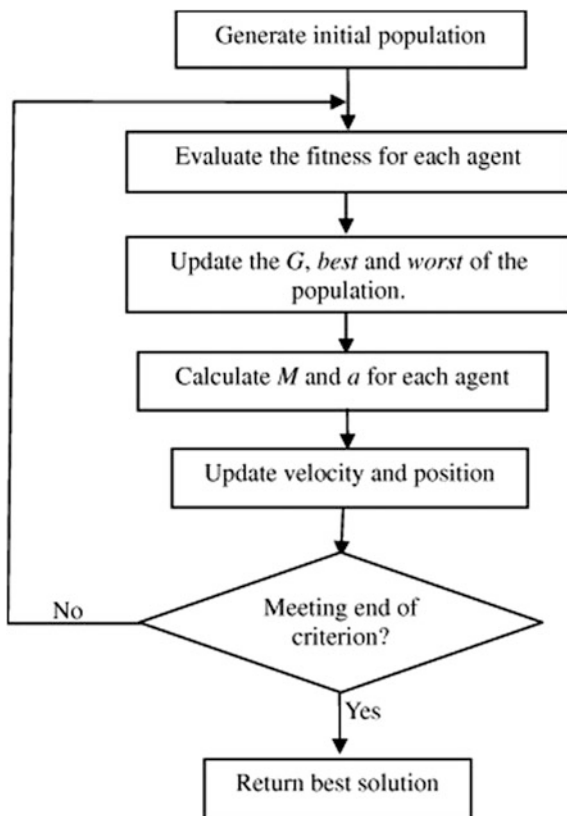 Generate initial population
Evaluate the fitness for each agent
Update the G, best and worst of the
population.
Calculate M and a for each agent
Update velocity and position
Meeting end of
criterion?
No
Yes
Return best solution